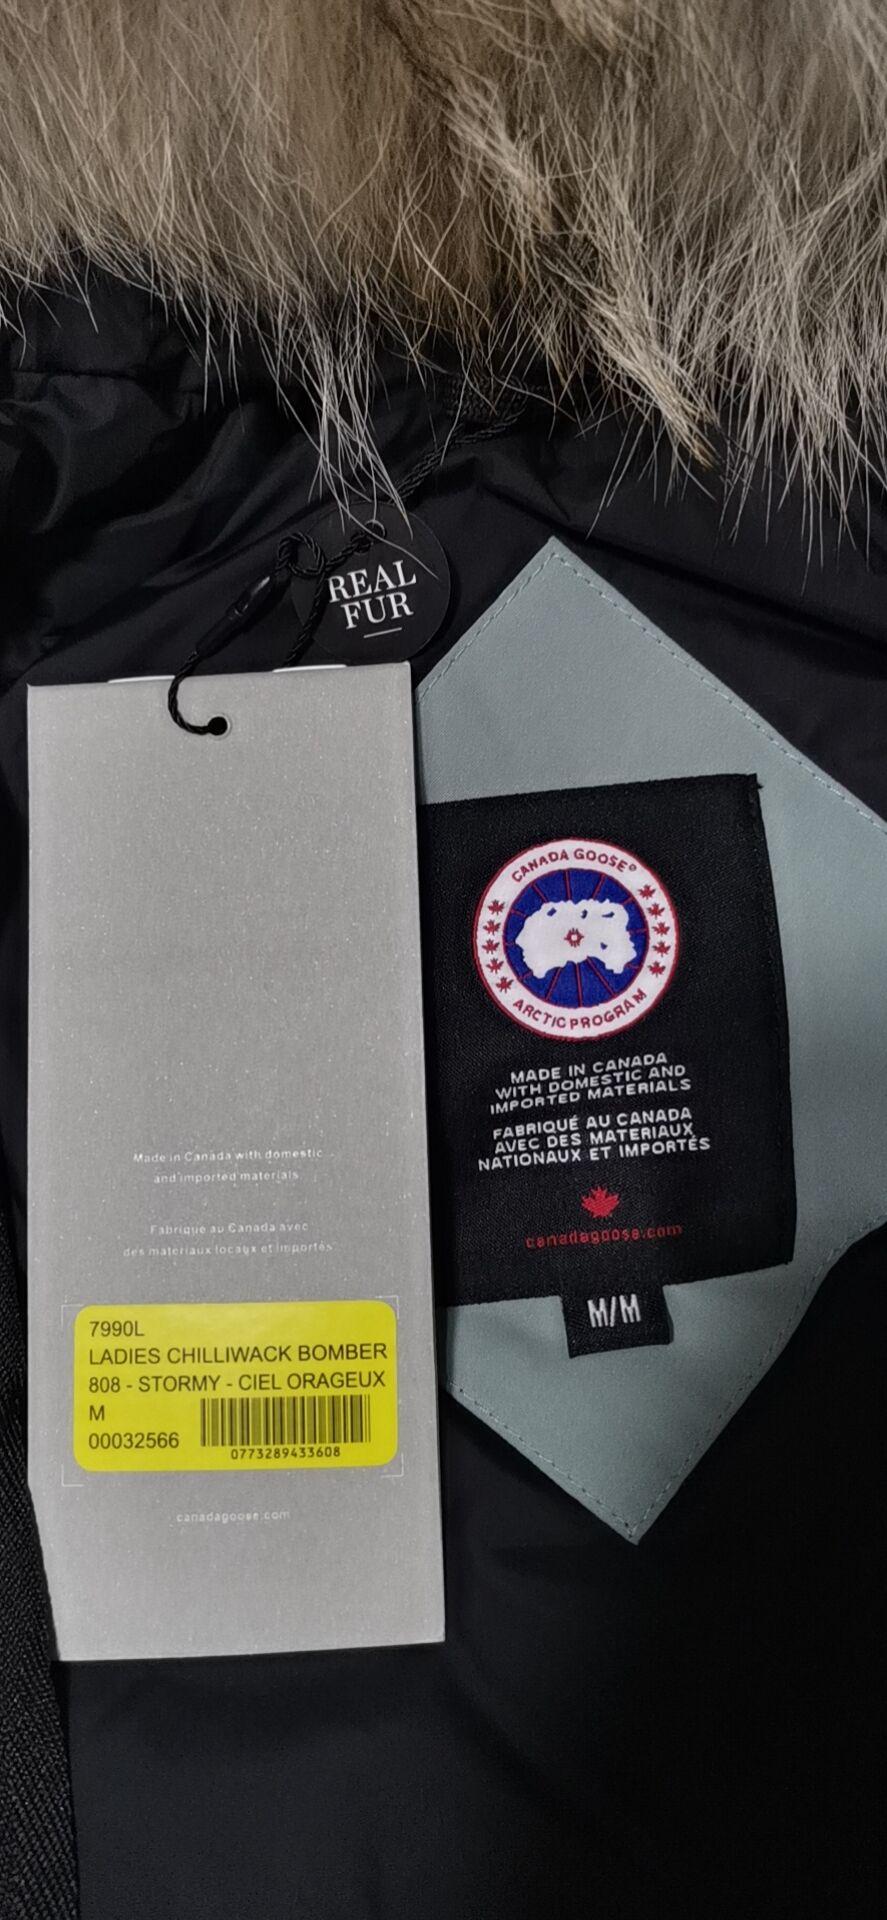 REAL
FUR
CANADA GOOSE®
ARCTIC PROGRAM
MADE IN CANADA
WITH DOMESTIC AND
IMPORTED MATERIALS
FABRIQUÉ AU CANADA
AVEC DES MATERIAUX
NATIONAUX ET IMPORTÉS
canadagoose.com
M/M
Made in Canada with domestic
and imported materials
Fabriqué au Canada avec
des materiaux locaux et importés
7990L
LADIES CHILLIWACK BOMBER
808 - STORMY - CIEL ORAGEUX
M
00032566
0773289433608
canadagoose.com